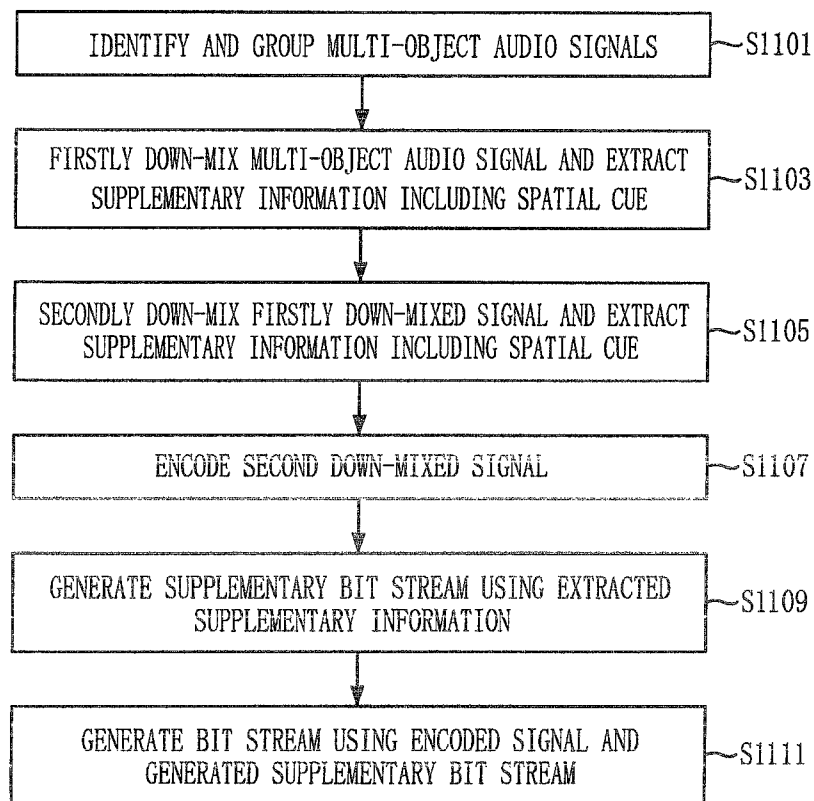 IDENTIFY AND GROUP MULTI-OBJECT AUDIO SIGNALS
S1101
FIRSTLY DOWN-MIX MULTI-OBJECT AUDIO SIGNAL AND EXTRACT
SUPPLEMENTARY INFORMATION INCLUDING SPATIAL CUE
S1103
SECONDLY DOWN-MIX FIRSTLY DOWN-MIXED SIGNAL AND EXTRACT
SUPPLEMENTARY INFORMATION INCLUDING SPATIAL CUE
S1105
ENCODE SECOND DOWN-MIXED SIGNAL
S1107
GENERATE SUPPLEMENTARY BIT STREAM USING EXTRACTED
SUPPLEMENTARY INFORMATION
S1109
GENERATE BIT STREAM USING ENCODED SIGNAL AND
GENERATED SUPPLEMENTARY BIT STREAM
S1111